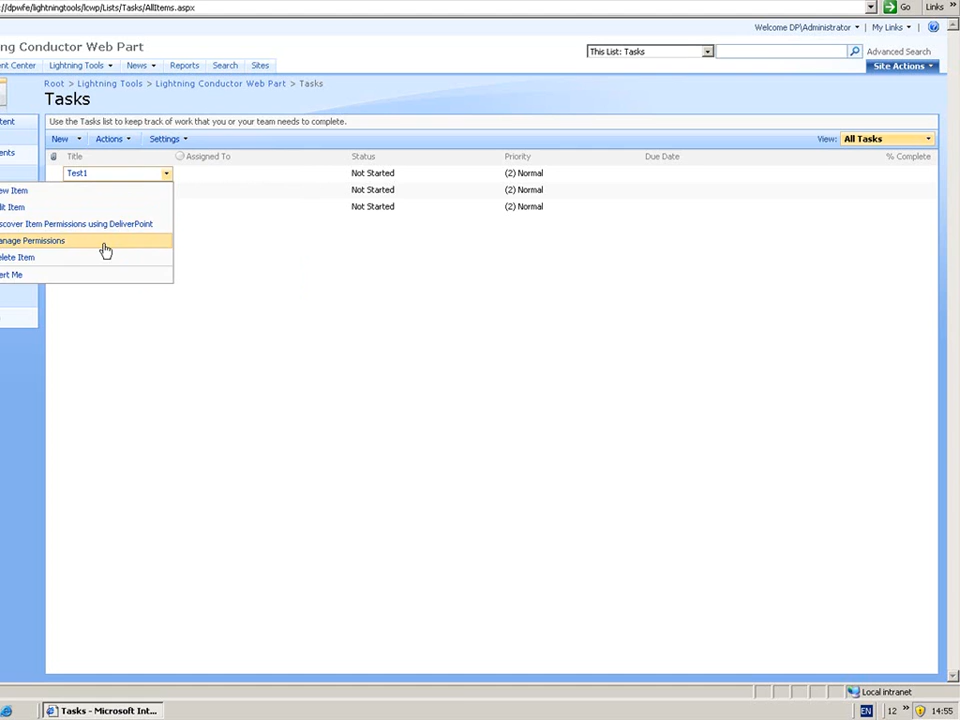 ://dpwfe/lightningtools/lcwp/Lists/Tasks/AllItems.aspx Go Links »
Welcome DP\Administrator My Links
ng Conductor Web Part
This List: Tasks Advanced Search
ent Center Lightning Tools News Reports Search Sites Site Actions
Root > Lightning Tools > Lightning Conductor Web Part > Tasks
Tasks
tent Use the Tasks list to keep track of work that you or your team needs to complete.
New Actions Settings View: All Tasks
ents Title Assigned To Status Priority Due Date % Complete
Test1 Not Started (2) Normal
ew Item Not Started (2) Normal
dit Item Not Started (2) Normal
scover Item Permissions using DeliverPoint
anage Permissions
elete Item
ert Me
Local intranet
Tasks - Microsoft Int... EN 12 » 14:55